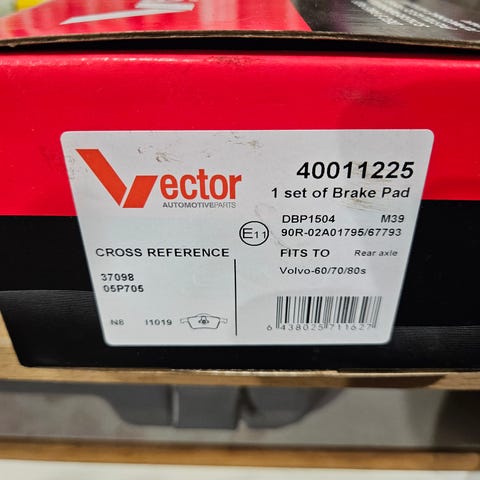 Vector
AUTOMOTIVEPARTS
40011225
1 set of Brake Pad
DBP1504 M39
E11 90R-02A01795/67793
CROSS REFERENCE
37098
05P705
N8 I1019
FITS TO Rear axle
Volvo-60/70/80s
6 438025 711627